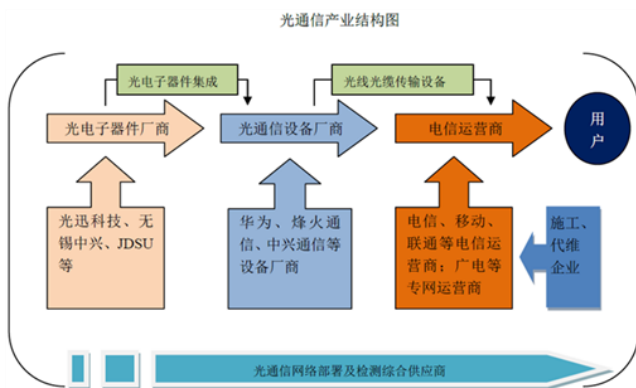 光通信产业结构图
光电子器件集成
光线光缆传输设备
光电子器件厂商
光通信设备厂商
电信运营商
用
户
光迅科技、无
锡中兴、JDSU
等
华为、烽火通
信、中兴通信等
设备厂商
电信、移动、
联通等电信运
营商；广电等
专网运营商
施工、
代维
企业
光通信网络部署及检测综合供应商